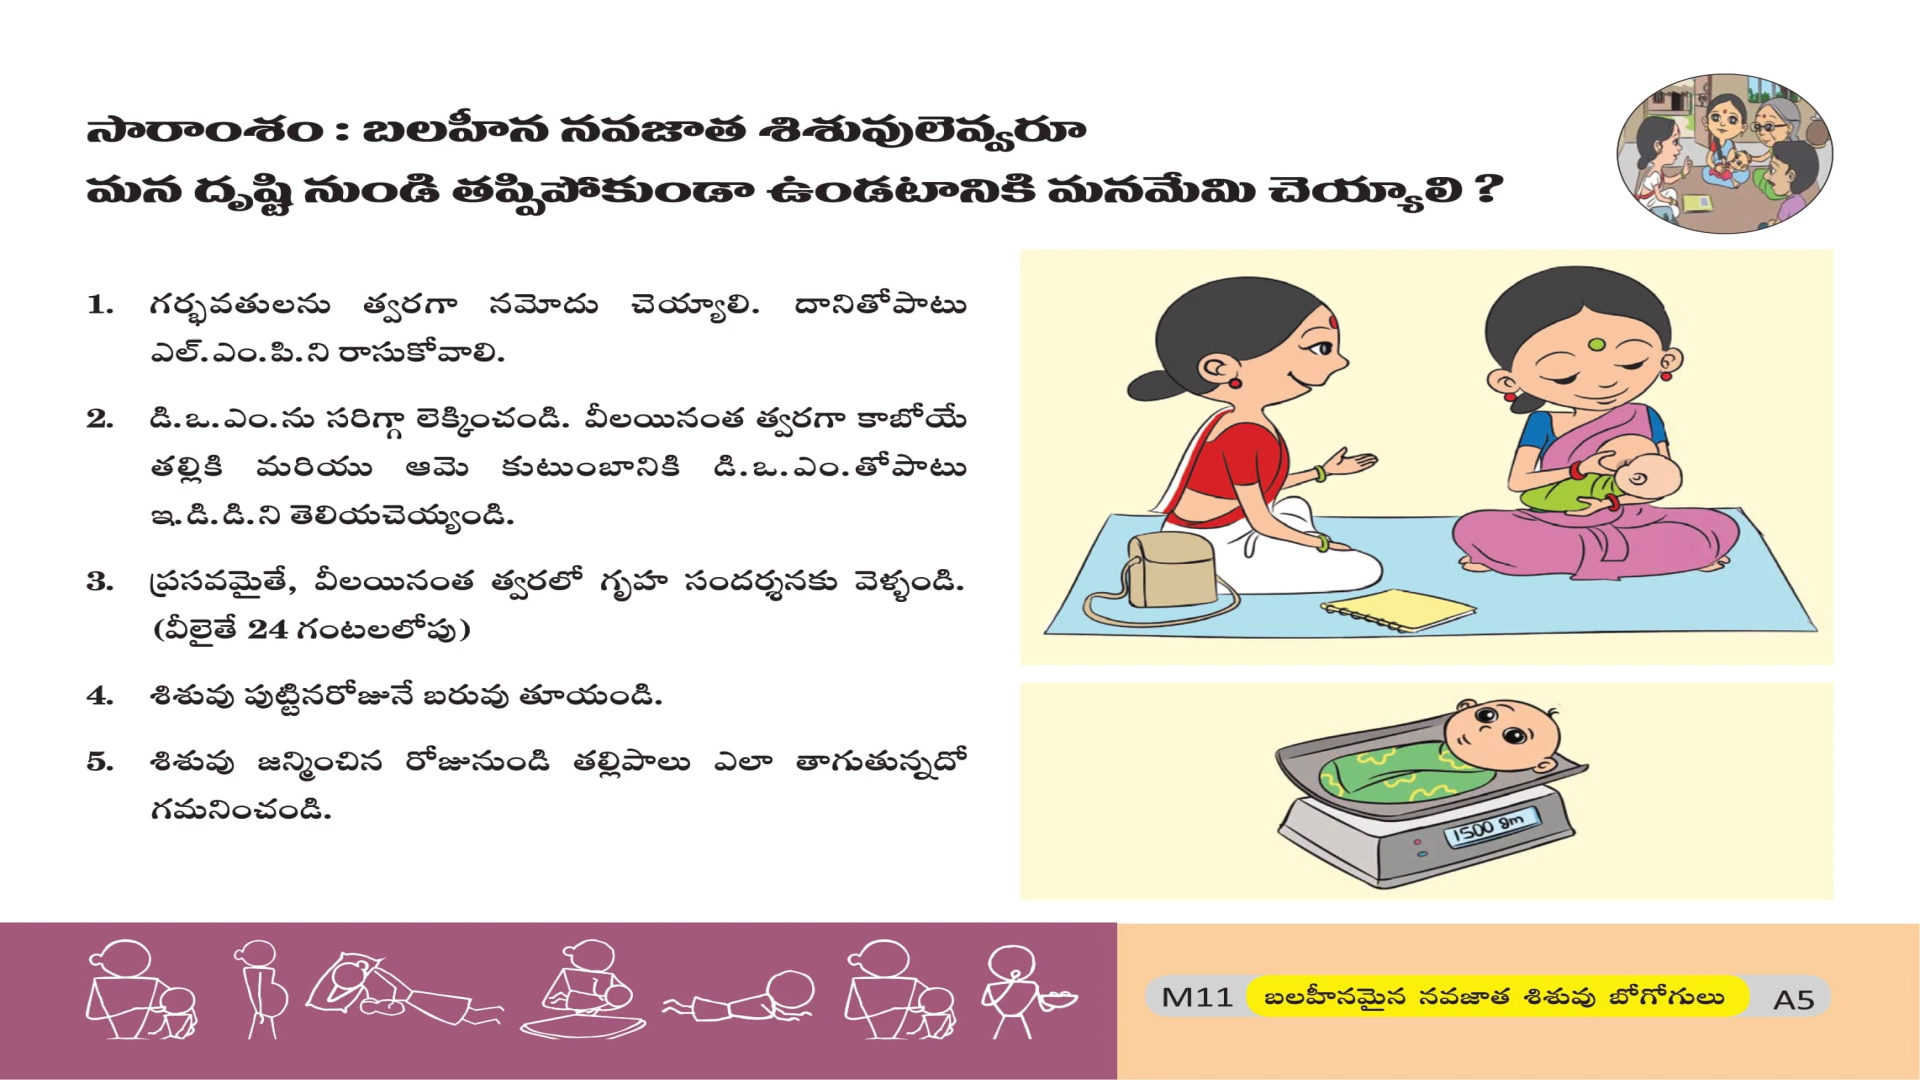 సారాంశం : బలహీన నవజాత శిశువులెవ్వరూ
మన దృష్టి నుండి తప్పిపోకుండా ఉండటానికి మనమేమి చెయ్యాలి ?
1. గర్భవతులను త్వరగా నమోదు చెయ్యాలి. దానితోపాటు
ఎల్.ఎం.పి.ని రాసుకోవాలి.
2. డి.ఒ.ఎం.ను సరిగ్గా లెక్కించండి. వీలయినంత త్వరగా కాబోయే
తల్లికి మరియు ఆమె కుటుంబానికి డి.ఒ.ఎం.తోపాటు
ఇ.డి.డి.ని తెలియచెయ్యండి.
3. ప్రసవమైతే, వీలయినంత త్వరలో గృహ సందర్శనకు వెళ్ళండి.
(వీలైతే 24 గంటలలోపు)
4. శిశువు పుట్టినరోజునే బరువు తూయండి.
5. శిశువు జన్మించిన రోజునుండి తల్లిపాలు ఎలా తాగుతున్నదో
గమనించండి.
1500 gm
M11 బలహీనమైన నవజాత శిశువు బోగోగులు A5